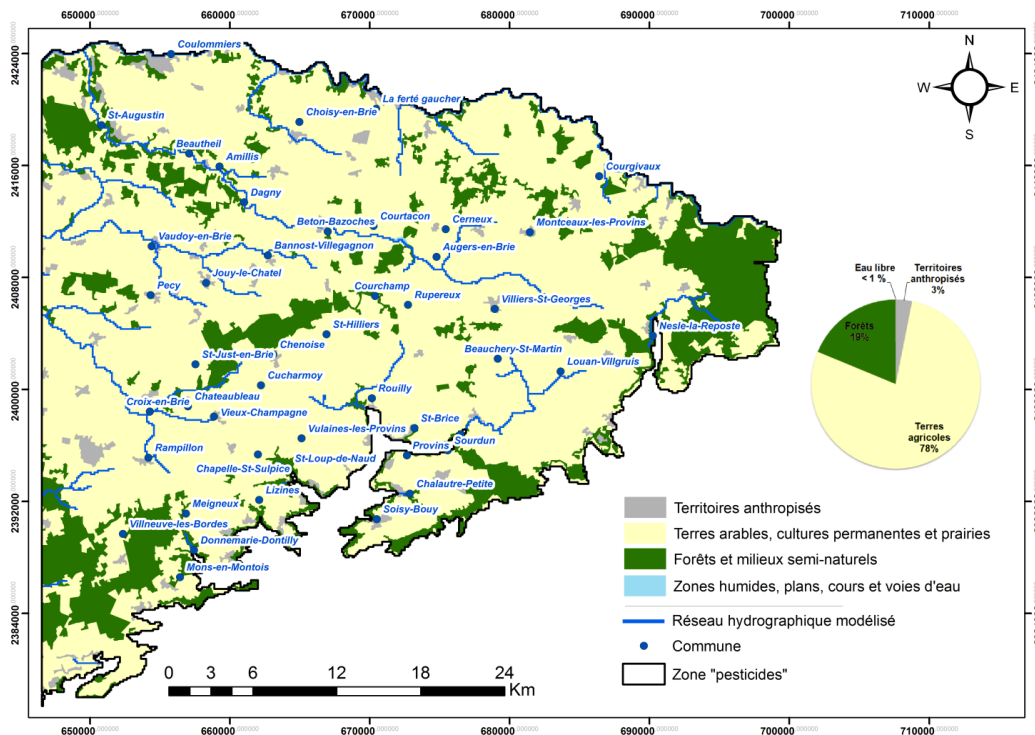 650000 660000 670000 680000 690000 700000 710000
2424000
2416000
2408000
2400000
2392000
2384000
N
W E
S
Coulommiers
La ferté gaucher
Choisy-en-Brie
St-Augustin
Beautheil
Amillis
Courgivaux
Dagny
Beton-Bazoches
Courtacon
Cerneux
Montceaux-les-Provins
Vaudoy-en-Brie
Bannost-Villegagnon
Augers-en-Brie
Jouy-le-Chatel
Pecy
Courchamp
Rupereux
Villiers-St-Georges
St-Hilliers
Nesle-la-Reposte
Chenoise
Beauchery-St-Martin
St-Just-en-Brie
Louan-Villgruis
Cucharmoy
Rouilly
Croix-en-Brie
Chateaubleau
Vieux-Champagne
St-Brice
Vulaines-les-Provins
Provins
Sourdun
Rampillon
St-Loup-de-Naud
Chapelle-St-Sulpice
Chalautre-Petite
Lizines
Meigneux
Soisy-Bouy
Villneuve-les-Bordes
Donnemarie-Dontilly
Mons-en-Montois
Eau libre
< 1 %
Territoires
anthropisés
3%
Forêts
19%
Terres
agricoles
78%
Territoires anthropisés
Terres arables, cultures permanentes et prairies
Forêts et milieux semi-naturels
Zones humides, plans, cours et voies d'eau
Réseau hydrographique modélisé
Commune
Zone "pesticides"
0 3 6 12 18 24
Km
650000 660000 670000 680000 690000 700000 710000